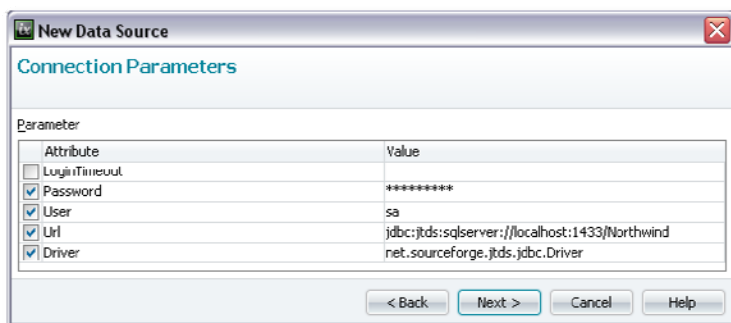 New Data Source
Connection Parameters
Parameter
Attribute Value
LoginTimeout
Password *********
User sa
Url jdbc:jtds:sqlserver://localhost:1433/Northwind
Driver net.sourceforge.jtds.jdbc.Driver
< Back Next > Cancel Help